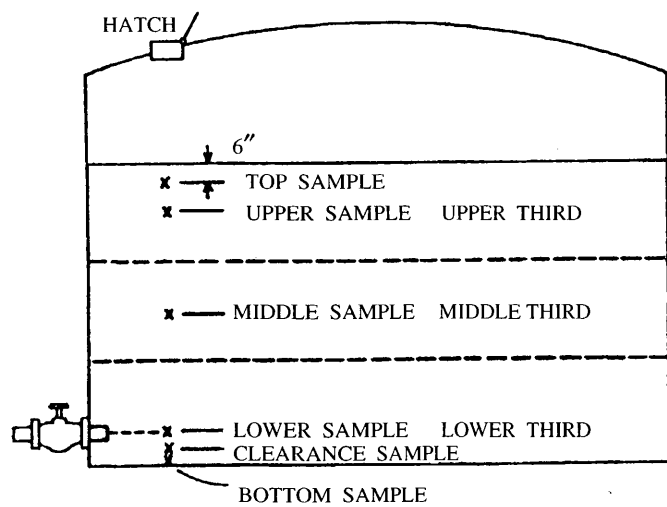 HATCH
6"
TOP SAMPLE
UPPER SAMPLE UPPER THIRD
MIDDLE SAMPLE MIDDLE THIRD
LOWER SAMPLE LOWER THIRD
CLEARANCE SAMPLE
BOTTOM SAMPLE